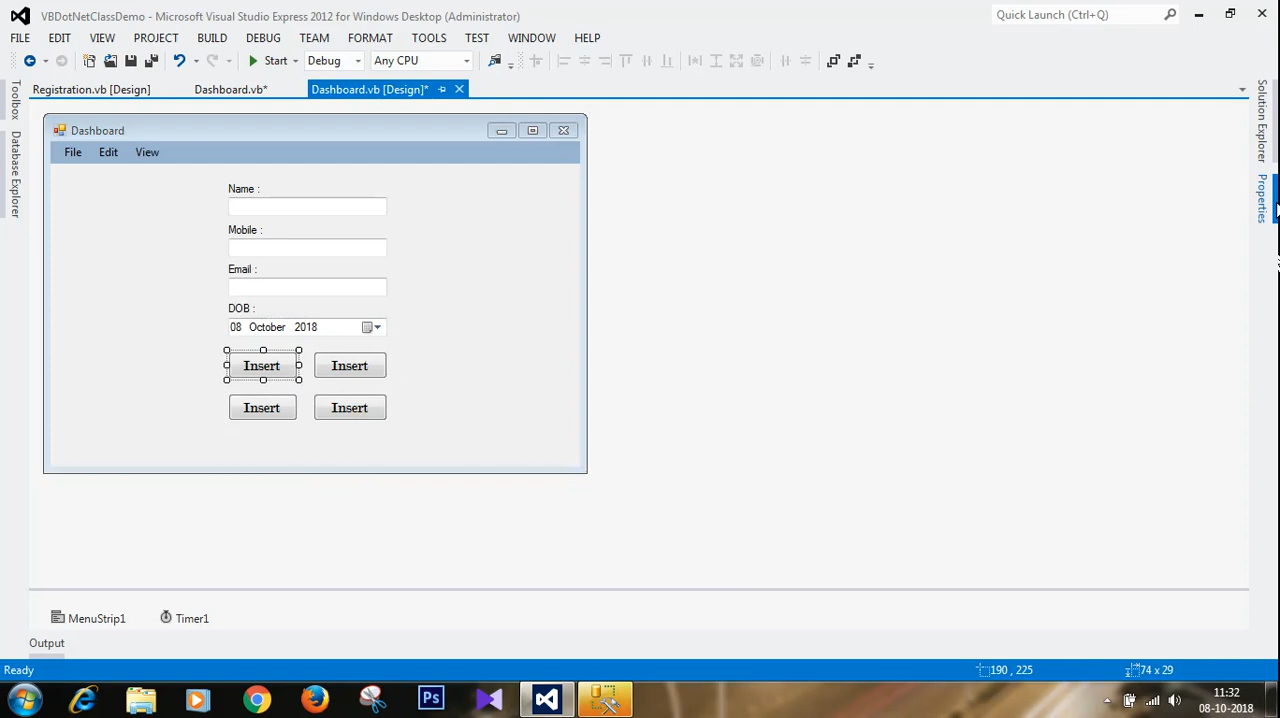 VBDotNetClassDemo - Microsoft Visual Studio Express 2012 for Windows Desktop (Administrator)
Quick Launch (Ctrl+Q)
FILE EDIT VIEW PROJECT BUILD DEBUG TEAM FORMAT TOOLS TEST WINDOW HELP
Start Debug Any CPU
Registration.vb [Design] Dashboard.vb* Dashboard.vb [Design]*
Toolbox
Database Explorer
Solution Explorer
Properties
Dashboard
File Edit View
Name :
Mobile :
Email :
DOB :
08 October 2018
Insert Insert
Insert Insert
MenuStrip1 Timer1
Output
Ready 190 , 225 74 x 29
Ps
11:32
08-10-2018